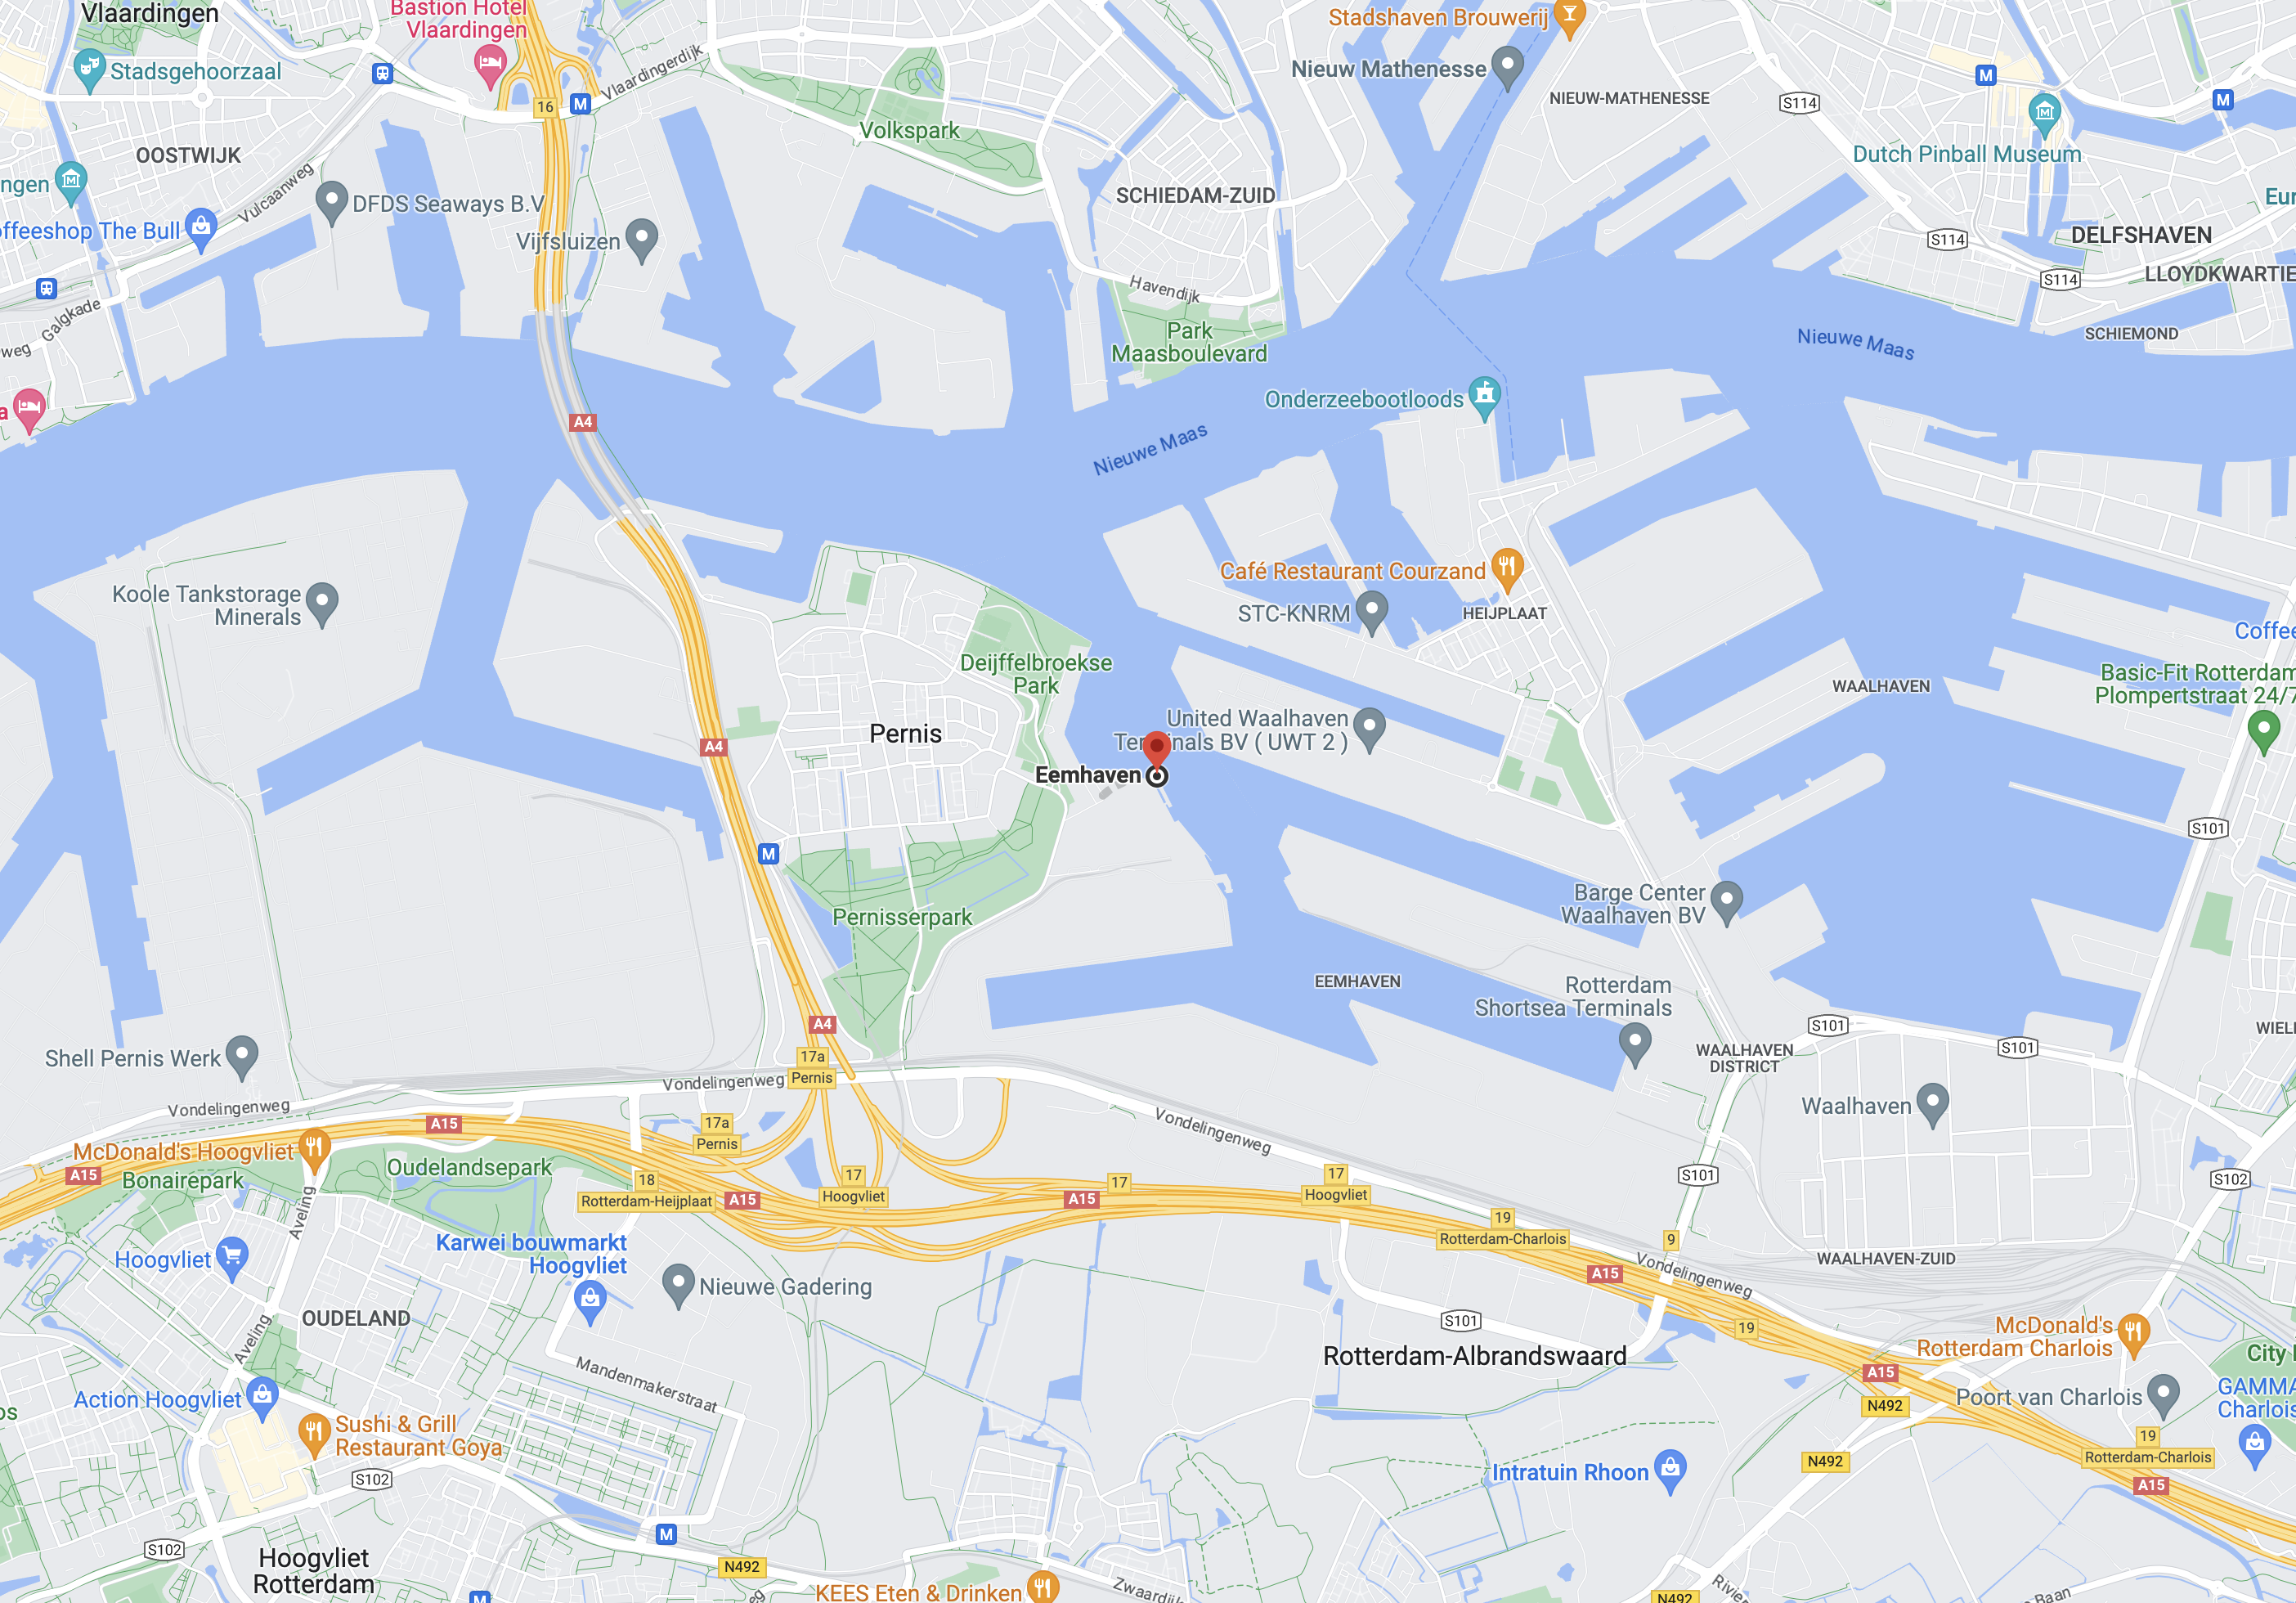 Vlaardingen
Bastion Hotel
Vlaardingen
Stadshaven Brouwerij
Stadsgehoorzaal
Vlaardingerdijk
Nieuw Mathenesse
M
16
M
NIEUW-MATHENESSE
S114
M
Volkspark
OOSTWIJK
Dutch Pinball Museum
ngen
Vulcaanweg
DFDS Seaways B.V
SCHIEDAM-ZUID
Eur
offeeshop The Bull
Vijfsluizen
S114
DELFSHAVEN
S114
LLOYDKWARTIE
Galgkade
Havendijk
weg
Park
Maasboulevard
Nieuwe Maas
SCHIEMOND
a
A4
Onderzeebootloods
Nieuwe Maas
Café Restaurant Courzand
Koole Tankstorage
Minerals
STC-KNRM
HEIJPLAAT
Coffee
Deijffelbroekse
Park
WAALHAVEN
Basic-Fit Rotterdam
Plompertstraat 24/7
Pernis
United Waalhaven
Terminals BV ( UWT 2 )
A4
Eemhaven
S101
M
Barge Center
Waalhaven BV
Pernisserpark
EEMHAVEN
Rotterdam
Shortsea Terminals
A4
S101
WIEL
Shell Pernis Werk
17a
Pernis
WAALHAVEN
DISTRICT
S101
Vondelingenweg
Vondelingenweg
Waalhaven
A15
17a
Pernis
Vondelingenweg
McDonald's Hoogvliet
A15
Bonairepark
Oudelandsepark
18
Rotterdam-Heijplaat
A15
17
Hoogvliet
17
A15
17
Hoogvliet
S101
S102
Aveling
19
Rotterdam-Charlois
9
Karwei bouwmarkt
Hoogvliet
Hoogvliet
Nieuwe Gadering
Vondelingenweg
A15
WAALHAVEN-ZUID
OUDELAND
S101
19
McDonald's
Rotterdam Charlois
Aveling
Rotterdam-Albrandswaard
City
Mandenmakerstraat
A15
Action Hoogvliet
N492
Poort van Charlois
GAMMA
Charlois
os
Sushi & Grill
Restaurant Goya
19
Rotterdam-Charlois
S102
Intratuin Rhoon
N492
A15
M
S102
Hoogvliet
Rotterdam
N492
KEES Eten & Drinken
Zwaardijk
M
eg
N492
Rivier
Baan